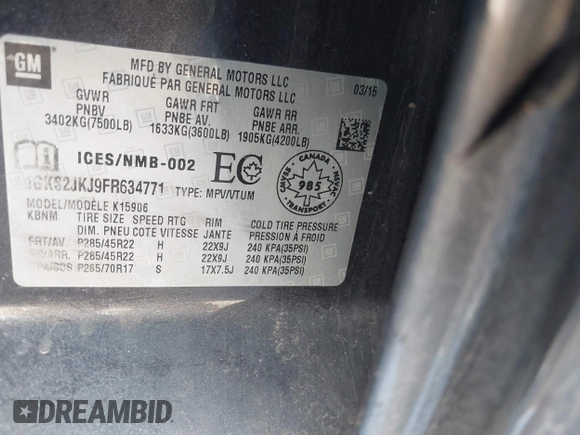 GM
MFD BY GENERAL MOTORS LLC
FABRIQUÉ PAR GENERAL MOTORS LLC
03/15
GVWR GAWR FRT GAWR RR
PNBV PNBE AV. PNBE ARR.
3402KG(7500LB) 1633KG(3600LB) 1905KG(4200LB)
ICES/NMB-002 EC
CANADA
985
CMVSS NSVAC
GKS2JKJ9FR634771 TYPE: MPV/VTUM
MODEL/MODÈLE K15906
KBNM TIRE SIZE SPEED RTG RIM COLD TIRE PRESSURE
DIM. PNEU COTE VITESSE JANTE PRESSION À FROID
FRT/AV. P285/45R22 H 22X9J 240 KPA(35PSI)
P285/45R22 H 22X9J 240 KPA(35PSI)
P265/70R17 S 17X7.5J 240 KPA(35PSI)
DREAMBID